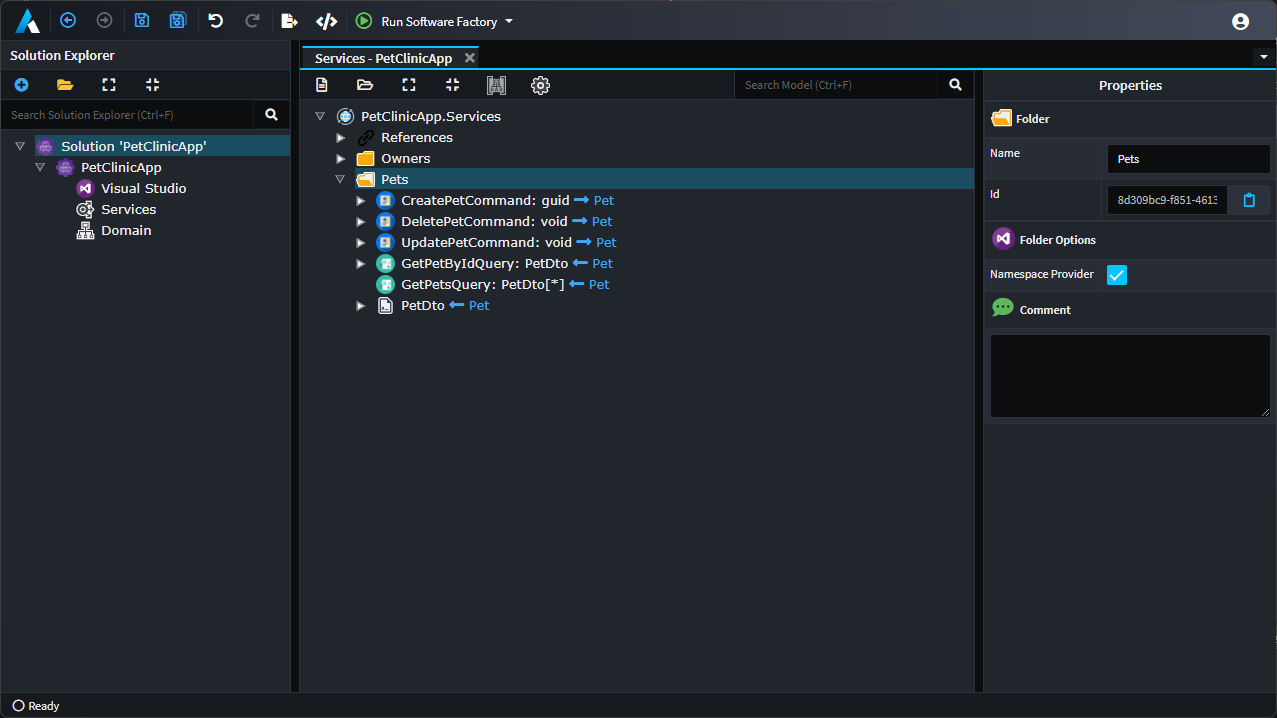 Run Software Factory
Solution Explorer
Search Solution Explorer (Ctrl+F)
Solution 'PetClinicApp'
PetClinicApp
Visual Studio
Services
Domain
Services - PetClinicApp
Search Model (Ctrl+F)
PetClinicApp.Services
References
Owners
Pets
CreatePetCommand: guid → Pet
DeletePetCommand: void → Pet
UpdatePetCommand: void → Pet
GetPetByIdQuery: PetDto ← Pet
GetPetsQuery: PetDto[*] ← Pet
PetDto ← Pet
Properties
Folder
Name Pets
Id 8d309bc9-f851-4613
Folder Options
Namespace Provider
Comment
Ready